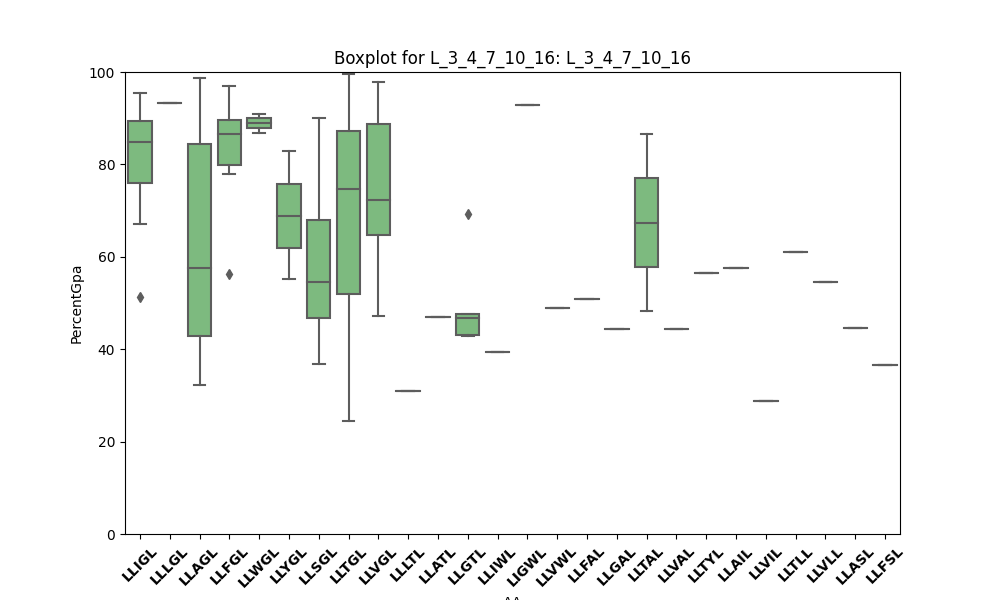 Boxplot for L_3_4_7_10_16: L_3_4_7_10_16
PercentGpa
100
80
60
40
20
0
LLIGL
LLLGL
LLAGL
LLFGL
LLWGL
LLYGL
LLSGL
LLTGL
LLVGL
LLLTL
LLATL
LLGTL
LLIWL
LIGWL
LLVWL
LLFAL
LLGAL
LLTAL
LLVAL
LLTYL
LLAIL
LLVIL
LLTLL
LLVLL
LLASL
LLFSL